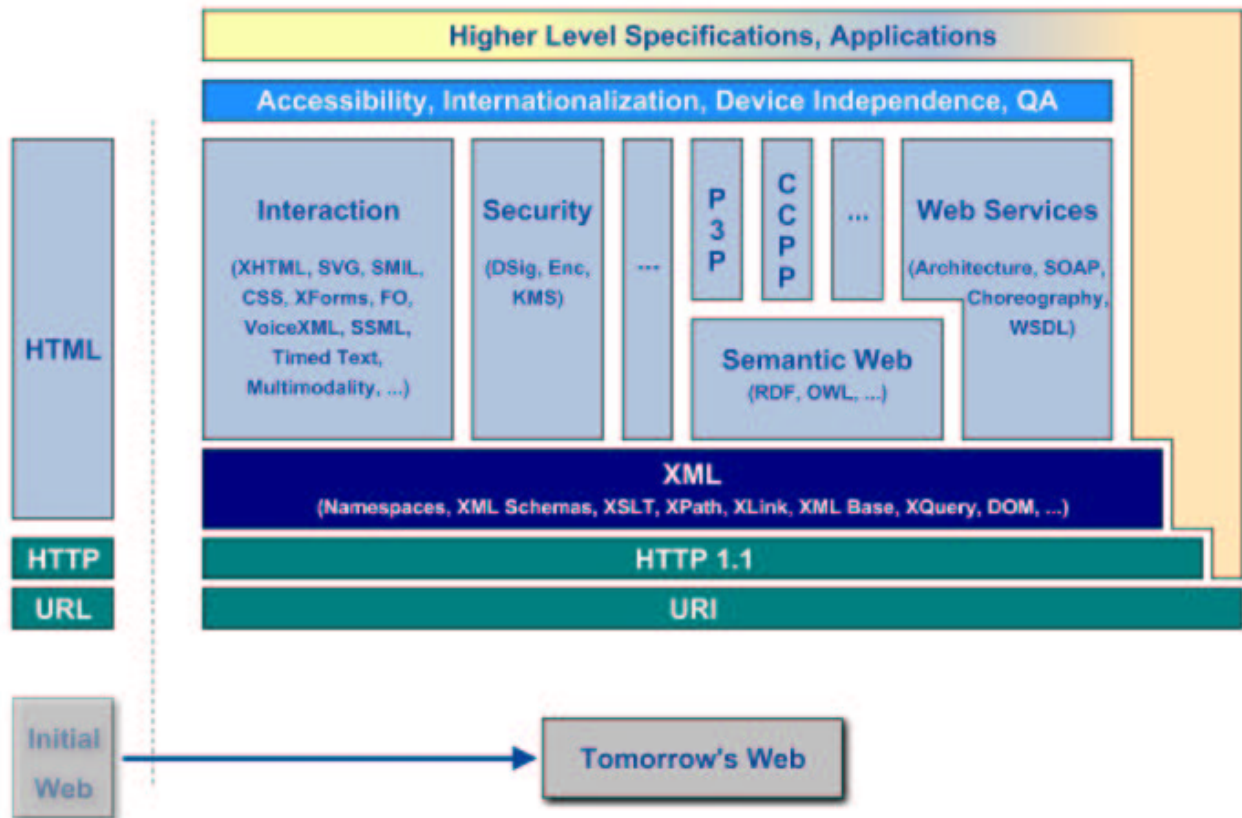 Higher Level Specifications, Applications
Accessibility, Internationalization, Device Independence, QA
HTML
HTTP
URL
Interaction
(XHTML, SVG, SMIL,
CSS, XForms, FO,
VoiceXML, SSML,
Timed Text,
Multimodality, ...)
Security
(DSig, Enc,
KMS)
...
P
3
P
C
C
P
P
...
Web Services
(Architecture, SOAP,
Choreography,
WSDL)
Semantic Web
(RDF, OWL, ...)
XML
(Namespaces, XML Schemas, XSLT, XPath, XLink, XML Base, XQuery, DOM, ...)
HTTP 1.1
URI
Initial
Web
Tomorrow's Web